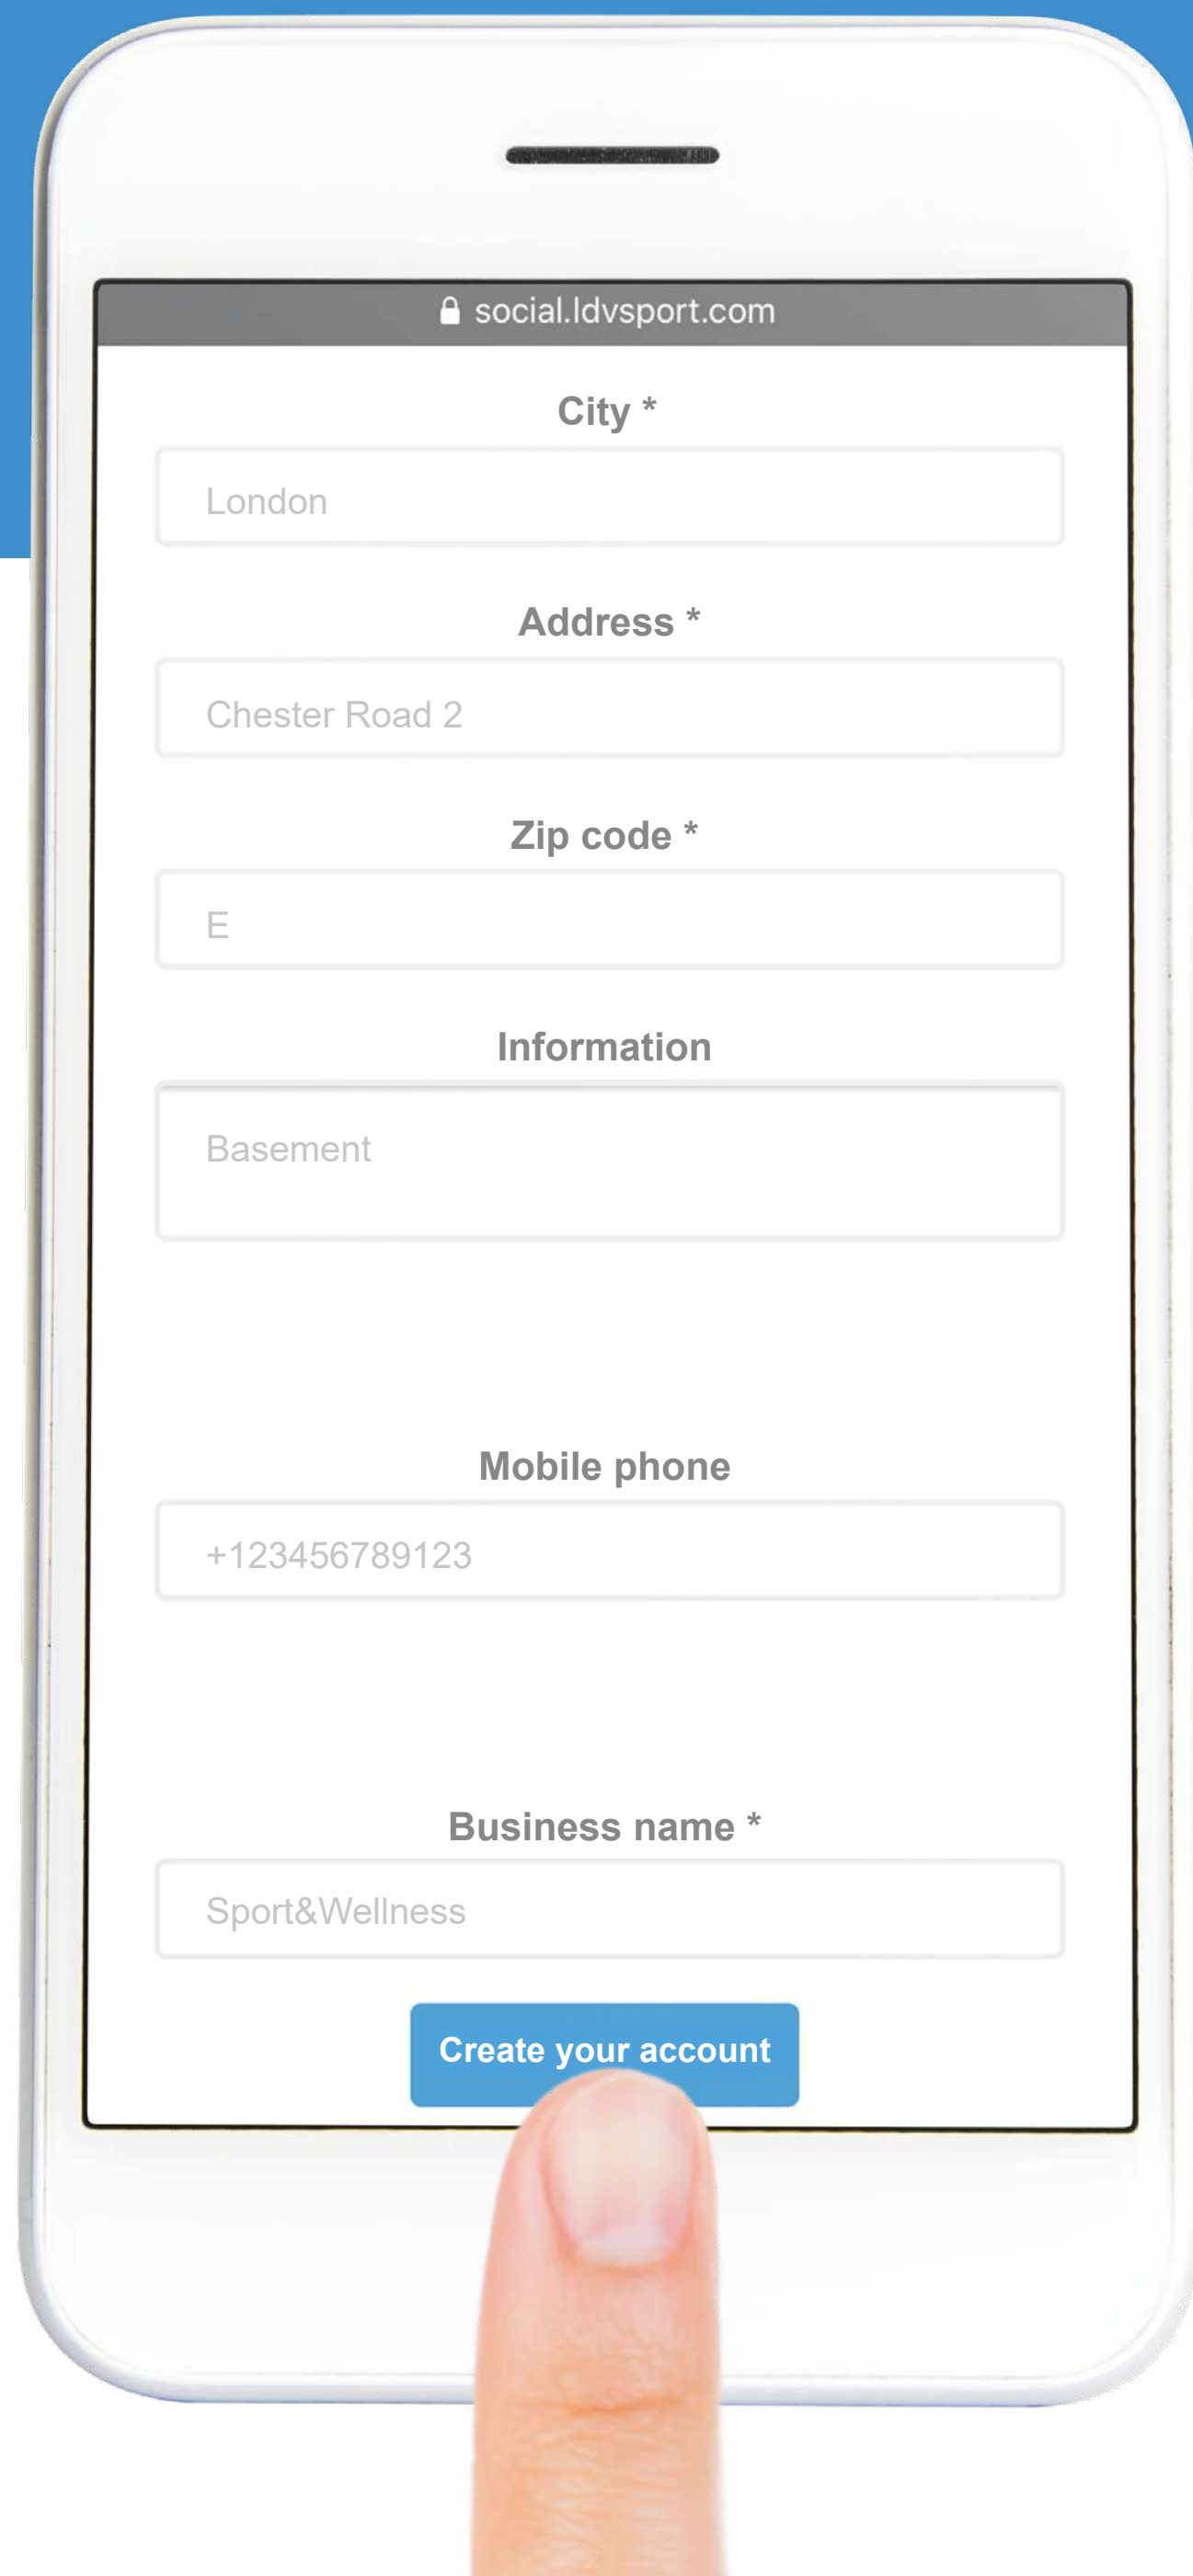 social.ldvsport.com
City *
London
Address *
Chester Road 2
Zip code *
E
Information
Basement
Mobile phone
+123456789123
Business name *
Sport&Wellness
Create your account